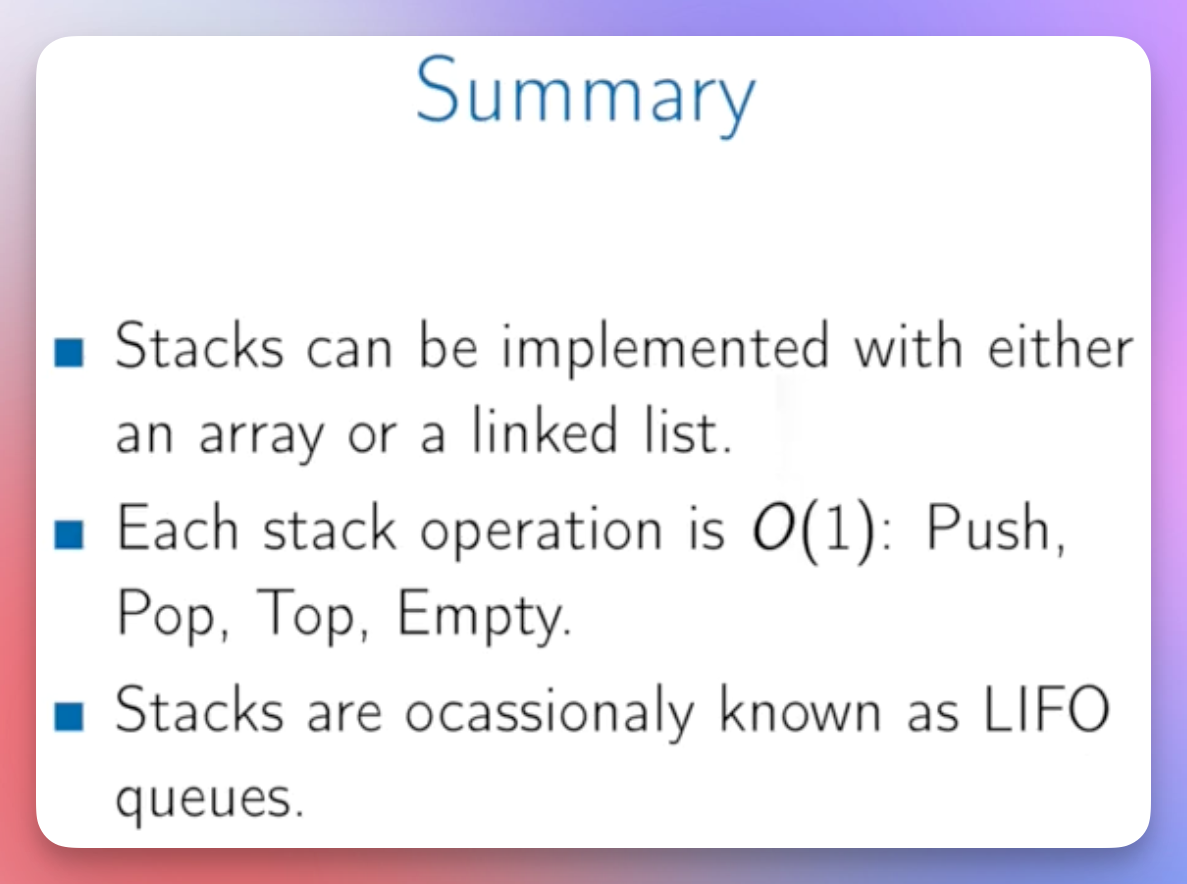 Summary
■ Stacks can be implemented with either
an array or a linked list.
■ Each stack operation is O(1): Push,
Pop, Top, Empty.
■ Stacks are ocassionaly known as LIFO
queues.